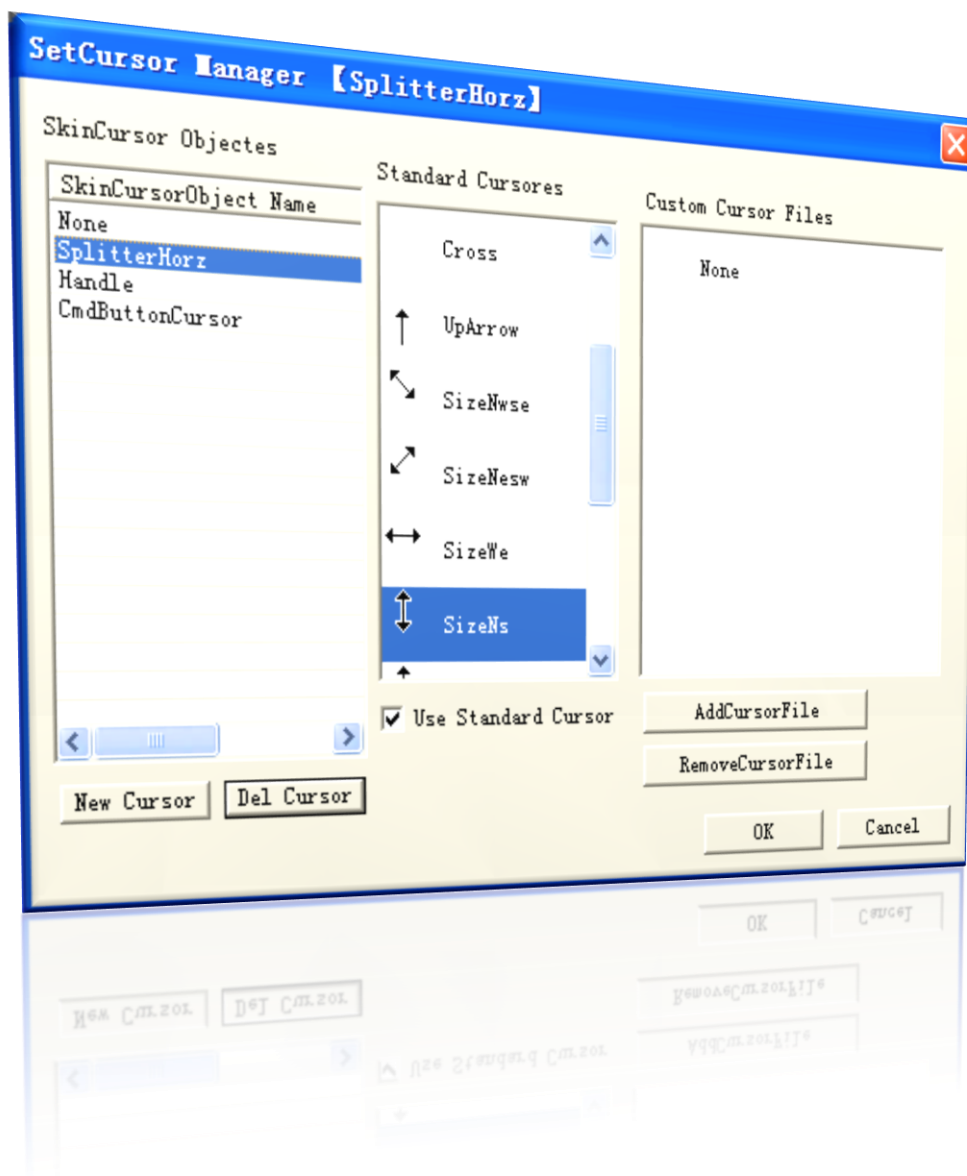 SetCursor Manager 【SplitterHorz】
SkinCursor Objectes
SkinCursorObject Name
None
SplitterHorz
Handle
CmdButtonCursor
New Cursor
Del Cursor
Standard Cursores
Cross
UpArrow
SizeNwse
SizeNesw
SizeWe
SizeNs
Use Standard Cursor
Custom Cursor Files
None
AddCursorFile
RemoveCursorFile
OK
Cancel